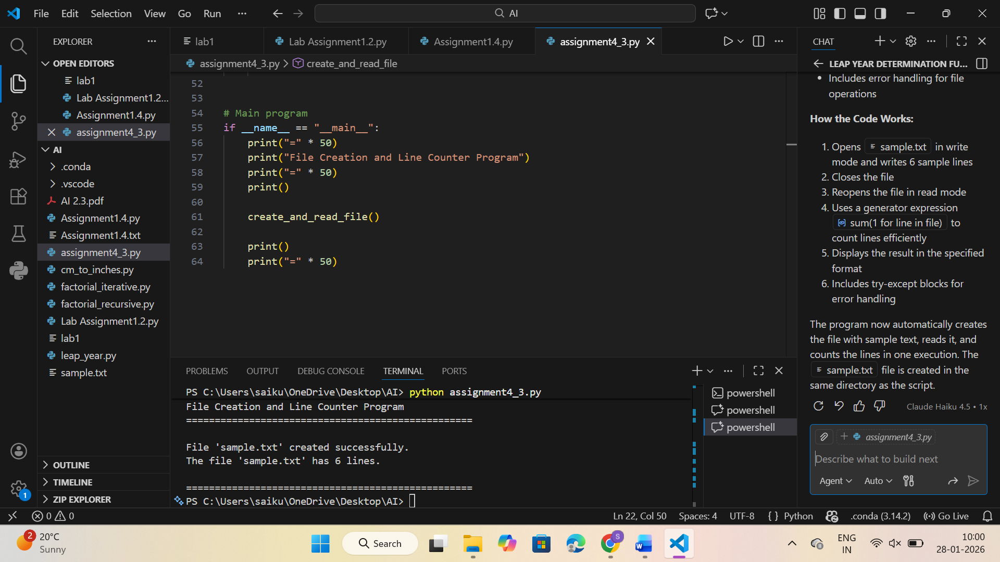 File Edit Selection View Go Run ···
AI
EXPLORER
OPEN EDITORS
lab1
Lab Assignment1.2...
Assignment1.4.py
assignment4_3.py
AI
.conda
.vscode
AI 2.3.pdf
Assignment1.4.py
Assignment1.4.txt
assignment4_3.py
cm_to_inches.py
factorial_iterative.py
factorial_recursive.py
Lab Assignment1.2.py
lab1
leap_year.py
sample.txt
OUTLINE
TIMELINE
ZIP EXPLORER
1
lab1
Lab Assignment1.2.py
Assignment1.4.py
assignment4_3.py
assignment4_3.py > create_and_read_file
52
53
54 # Main program
55 if __name__ == "__main__":
56 print("=" * 50)
57 print("File Creation and Line Counter Program")
58 print("=" * 50)
59 print()
60
61 create_and_read_file()
62
63 print()
64 print("=" * 50)
PROBLEMS OUTPUT DEBUG CONSOLE TERMINAL PORTS
PS C:\Users\saiku\OneDrive\Desktop\AI> python assignment4_3.py
File Creation and Line Counter Program
==================================================
File 'sample.txt' created successfully.
The file 'sample.txt' has 6 lines.
==================================================
PS C:\Users\saiku\OneDrive\Desktop\AI>
powershell
powershell
powershell
CHAT
LEAP YEAR DETERMINATION FU...
• Includes error handling for file
operations
How the Code Works:
1. Opens sample.txt in write
mode and writes 6 sample lines
2. Closes the file
3. Reopens the file in read mode
4. Uses a generator expression
sum(1 for line in file) to
count lines efficiently
5. Displays the result in the specified
format
6. Includes try-except blocks for
error handling
The program now automatically creates
the file with sample text, reads it, and
counts the lines in one execution. The
sample.txt file is created in the
same directory as the script.
Claude Haiku 4.5 • 1x
assignment4_3.py
Describe what to build next
Agent Auto
0 0
Ln 22, Col 50 Spaces: 4 UTF-8 { } Python .conda (3.14.2) Go Live
2
20°C
Sunny
Search
S
W
ENG
IN
10:00
28-01-2026